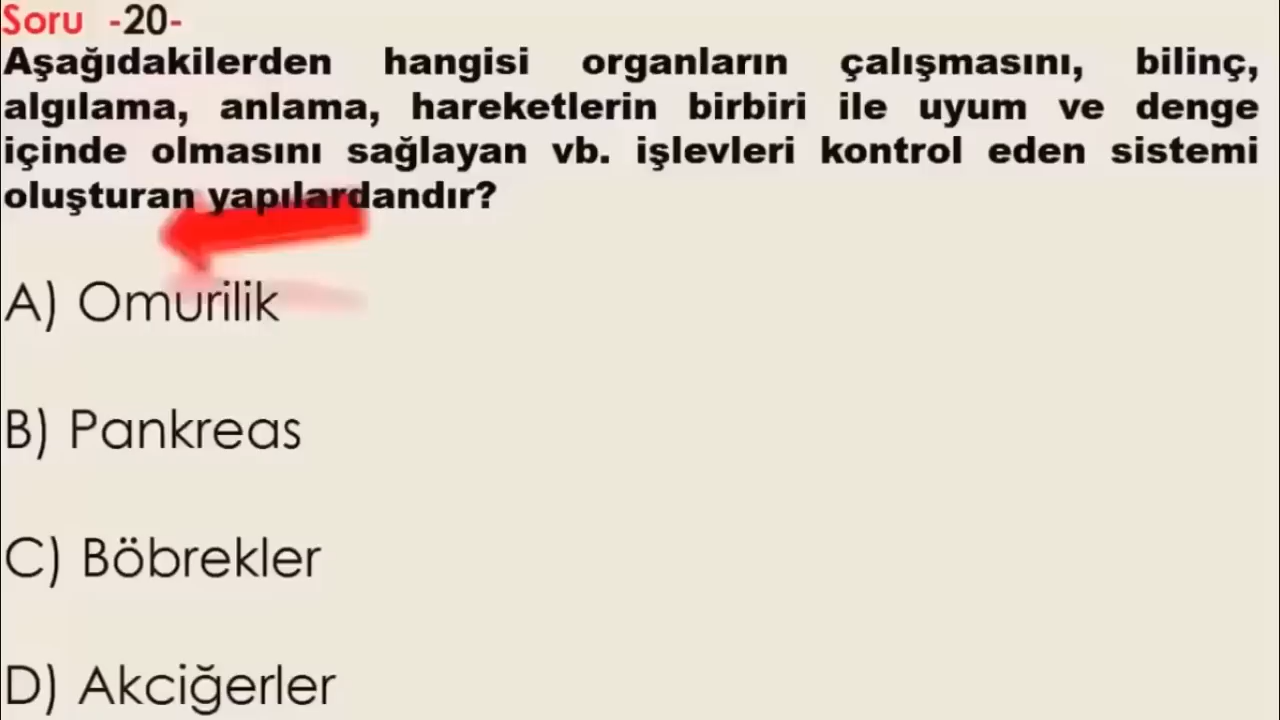 Soru -20-
Aşağıdakilerden hangisi organların çalışmasını, bilinç,
algılama, anlama, hareketlerin birbiri ile uyum ve denge
içinde olmasını sağlayan vb. işlevleri kontrol eden sistemi
oluşturan yapılardandır?
A) Omurilik
B) Pankreas
C) Böbrekler
D) Akciğerler